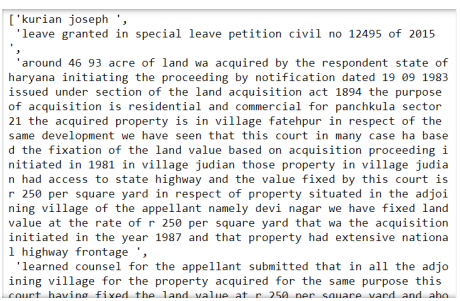 ['kurian joseph ',
'leave granted in special leave petition civil no 12495 of 2015
',
'around 46 93 acre of land wa acquired by the respondent state of
haryana initiating the proceeding by notification dated 19 09 1983
issued under section of the land acquisition act 1894 the purpose
of acquisition is residential and commercial for panchkula sector
21 the acquired property is in village fatehpur in respect of the
same development we have seen that this court in many case ha base
d the fixation of the land value based on acquisition proceeding i
nitiated in 1981 in village judian those property in village judia
n had access to state highway and the value fixed by this court is
r 250 per square yard in respect of property situated in the adjoi
ning village of the appellant namely devi nagar we have fixed land
value at the rate of r 250 per square yard that wa the acquisition
initiated in the year 1987 and that property had extensive nationa
l highway frontage ',
'learned counsel for the appellant submitted that in all the adjo
ining village for the property acquired for the same purpose this
court having fixed the land value at r 250 per square yard and abo